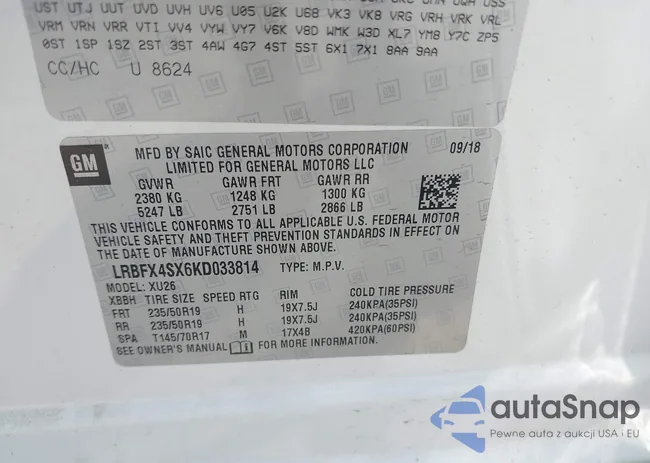 UST UTJ UUT UVD UVH UV6 U05 U2K U68 VK3 VK8 VRG VRH VRK VRL
VRM VRN VRR VTI VV4 VYW VY7 V6K V8D WMK W3D XL7 YM8 Y7C ZP5
0ST 1SP 1SZ 2ST 3ST 4AW 4G7 4ST 5ST 6X1 7X1 8AA 9AA
CC/HC U 8624
GM
MFD BY SAIC GENERAL MOTORS CORPORATION 09/18
LIMITED FOR GENERAL MOTORS LLC
GVWR GAWR FRT GAWR RR
2380 KG 1248 KG 1300 KG
5247 LB 2751 LB 2866 LB
THIS VEHICLE CONFORMS TO ALL APPLICABLE U.S. FEDERAL MOTOR
VEHICLE SAFETY AND THEFT PREVENTION STANDARDS IN EFFECT ON
THE DATE OF MANUFACTURE SHOWN ABOVE.
LRBFX4SX6KD033814 TYPE: M.P.V.
MODEL: XU26
XBBH TIRE SIZE SPEED RTG RIM COLD TIRE PRESSURE
FRT 235/50R19 H 19X7.5J 240KPA(35PSI)
RR 235/50R19 H 19X7.5J 240KPA(35PSI)
SPA T145/70R17 M 17X4B 420KPA(60PSI)
SEE OWNER'S MANUAL FOR MORE INFORMATION
autaSnap
Pewne auta z aukcji USA i EU